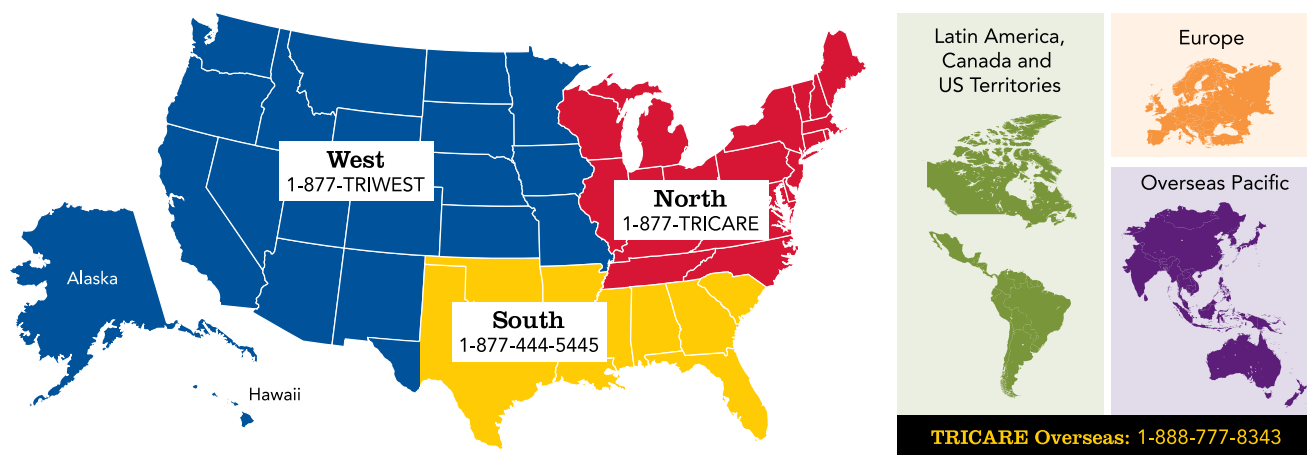 West
1-877-TRIWEST
North
1-877-TRICARE
South
1-877-444-5445
Alaska
Hawaii
Latin America,
Canada and
US Territories
Europe
Overseas Pacific
TRICARE Overseas: 1-888-777-8343